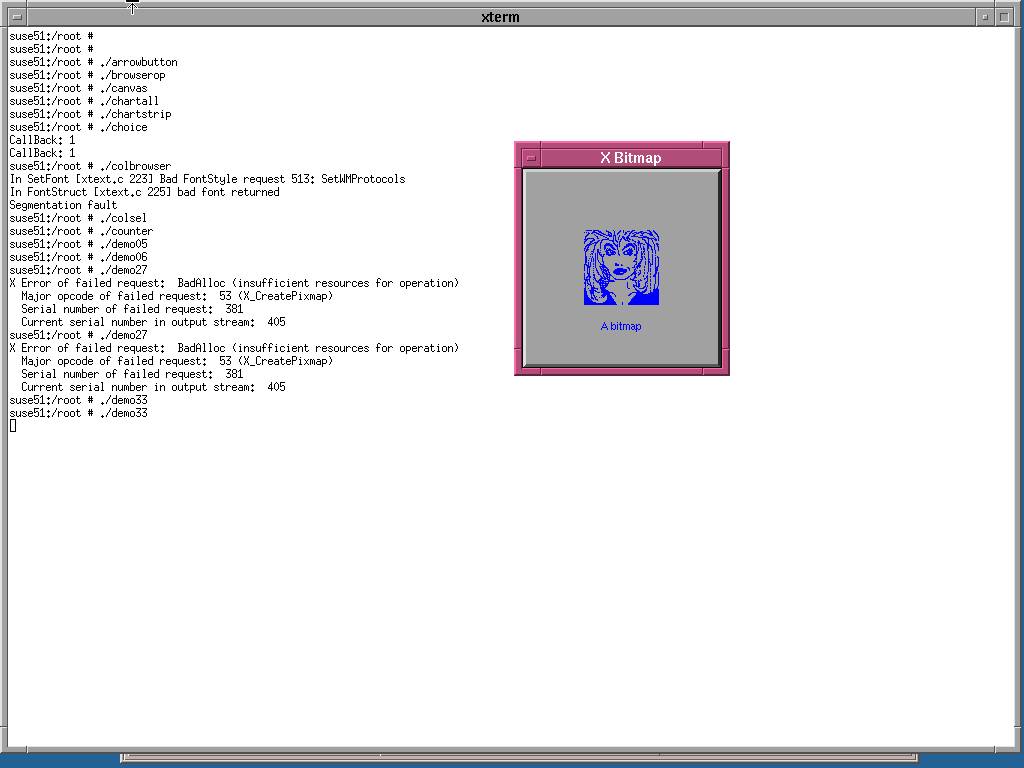 xterm
suse51:/root #
suse51:/root #
suse51:/root # ./arrowbutton
suse51:/root # ./browserop
suse51:/root # ./canvas
suse51:/root # ./chartall
suse51:/root # ./chartstrip
suse51:/root # ./choice
CallBack: 1
CallBack: 1
suse51:/root # ./colbrowser
In SetFont [xtext.c 223] Bad FontStyle request 513: SetWMProtocols
In FontStruct [xtext.c 225] bad font returned
Segmentation fault
suse51:/root # ./colsel
suse51:/root # ./counter
suse51:/root # ./demo05
suse51:/root # ./demo06
suse51:/root # ./demo27
X Error of failed request:  BadAlloc (insufficient resources for operation)
  Major opcode of failed request:  53 (X_CreatePixmap)
  Serial number of failed request:  381
  Current serial number in output stream:  405
suse51:/root # ./demo27
X Error of failed request:  BadAlloc (insufficient resources for operation)
  Major opcode of failed request:  53 (X_CreatePixmap)
  Serial number of failed request:  381
  Current serial number in output stream:  405
suse51:/root # ./demo33
suse51:/root # ./demo33
X Bitmap
A bitmap